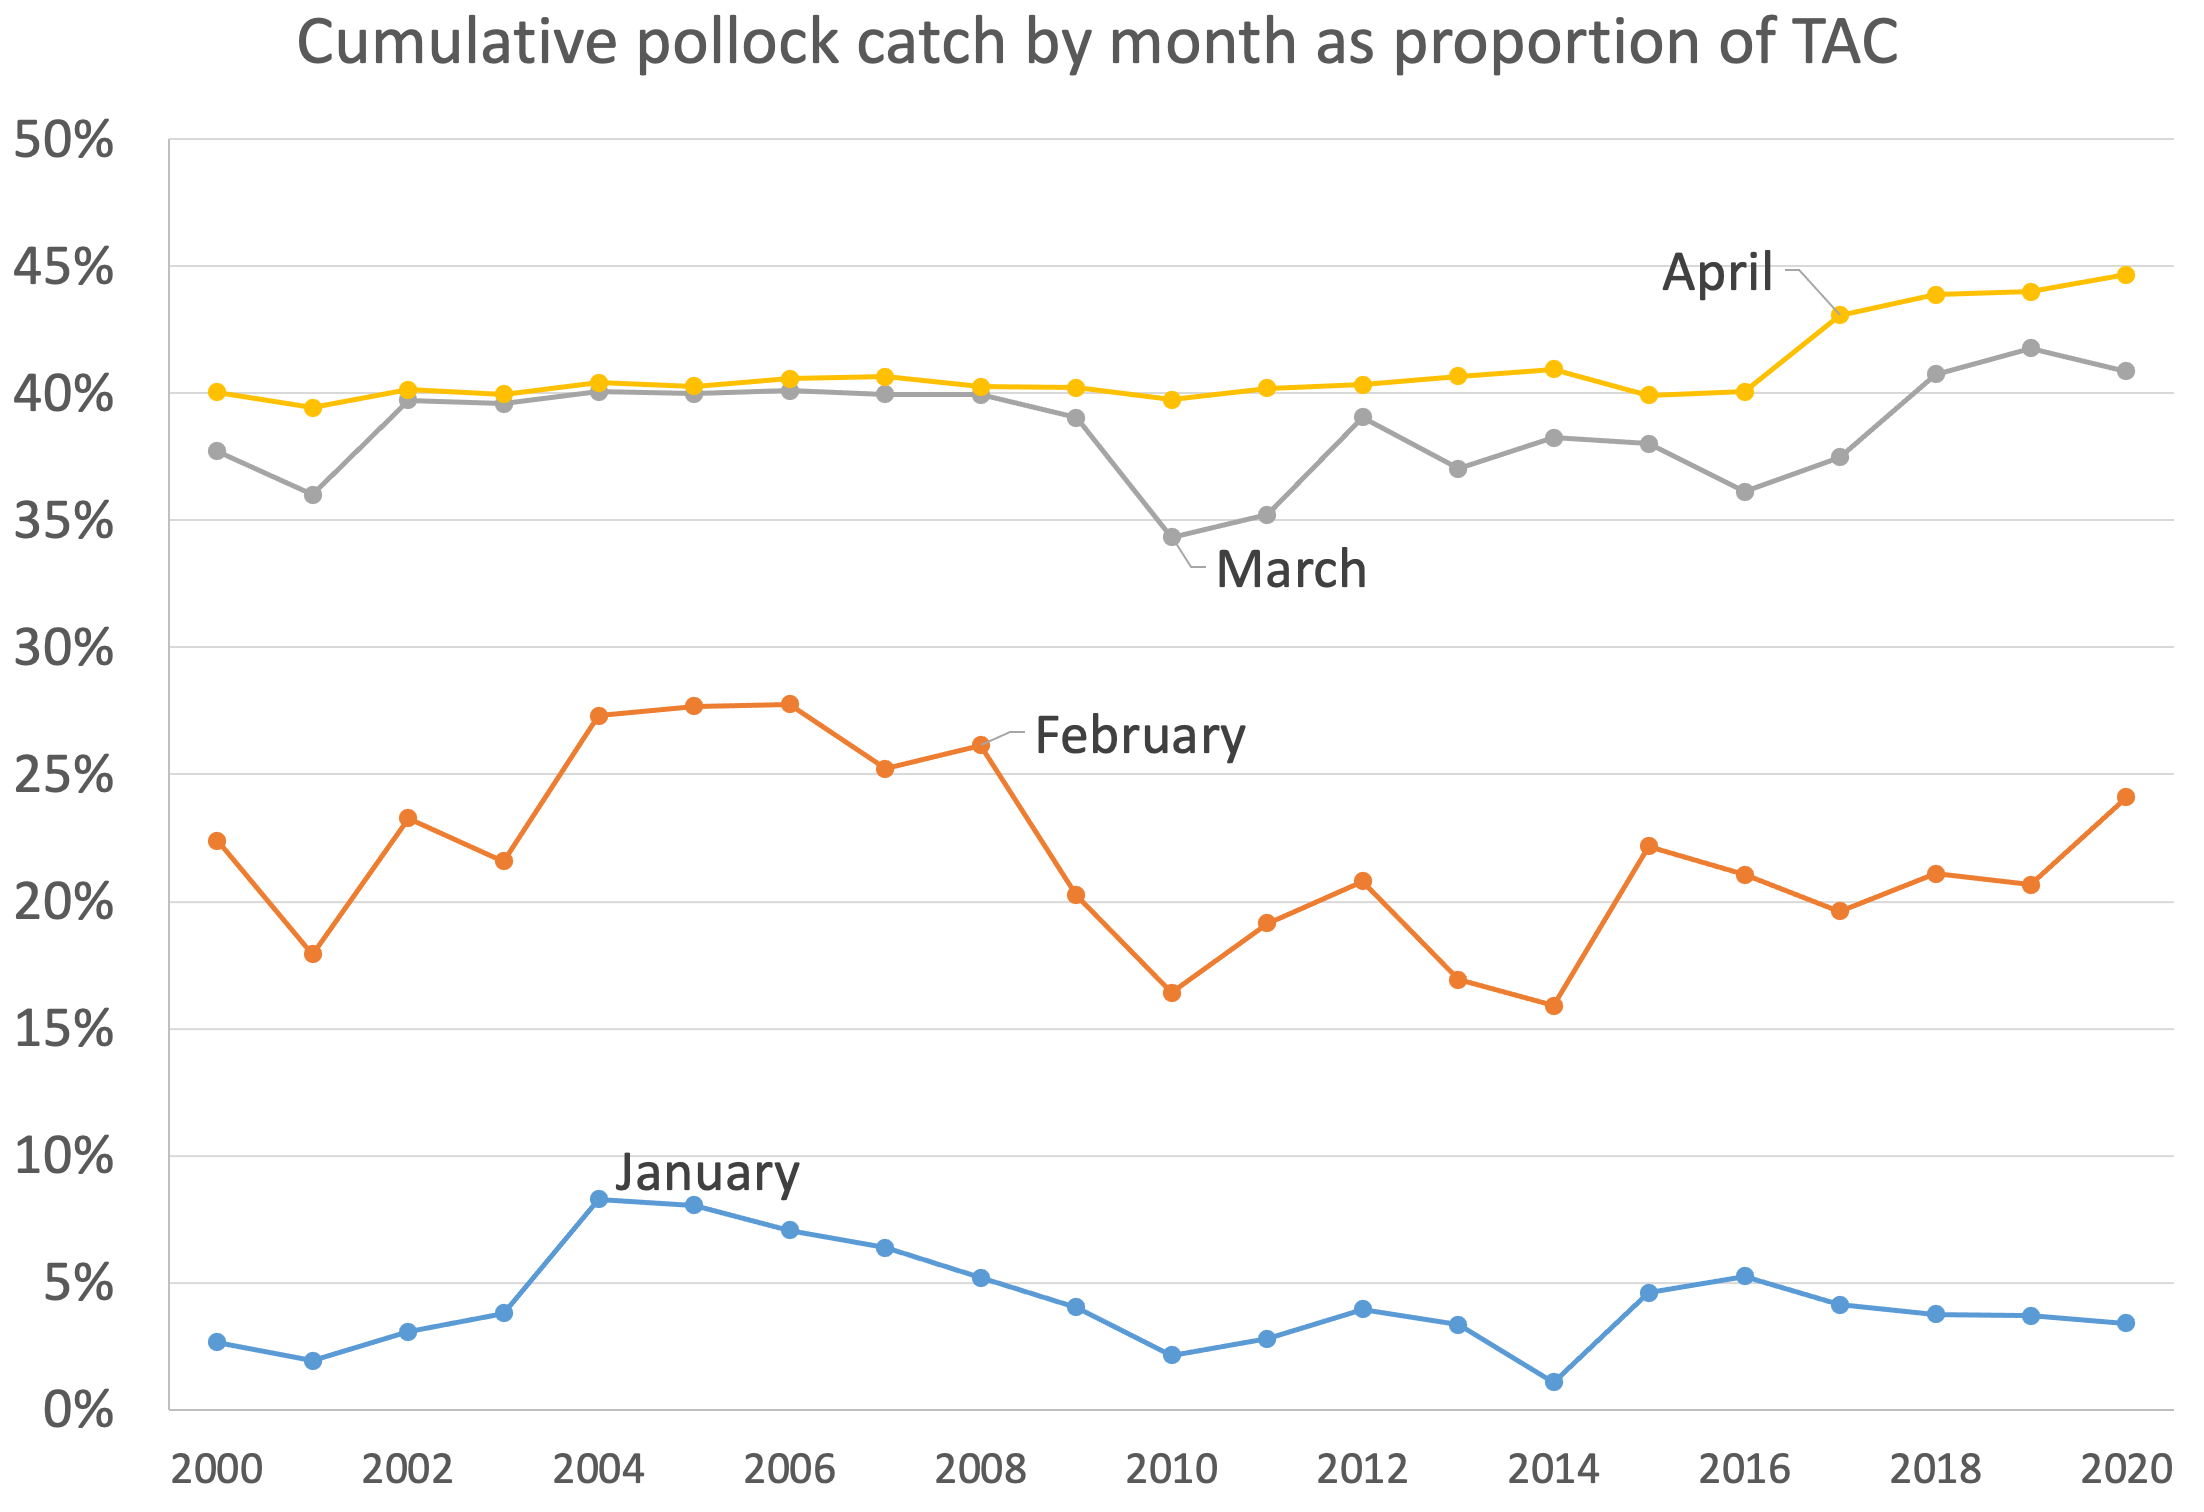 Cumulative pollock catch by month as proportion of TAC
50%
45%
April
40%
35%
March
30%
February
25%
20%
15%
10%
January
5%
0%
2000 2002 2004 2006 2008 2010 2012 2014 2016 2018 2020